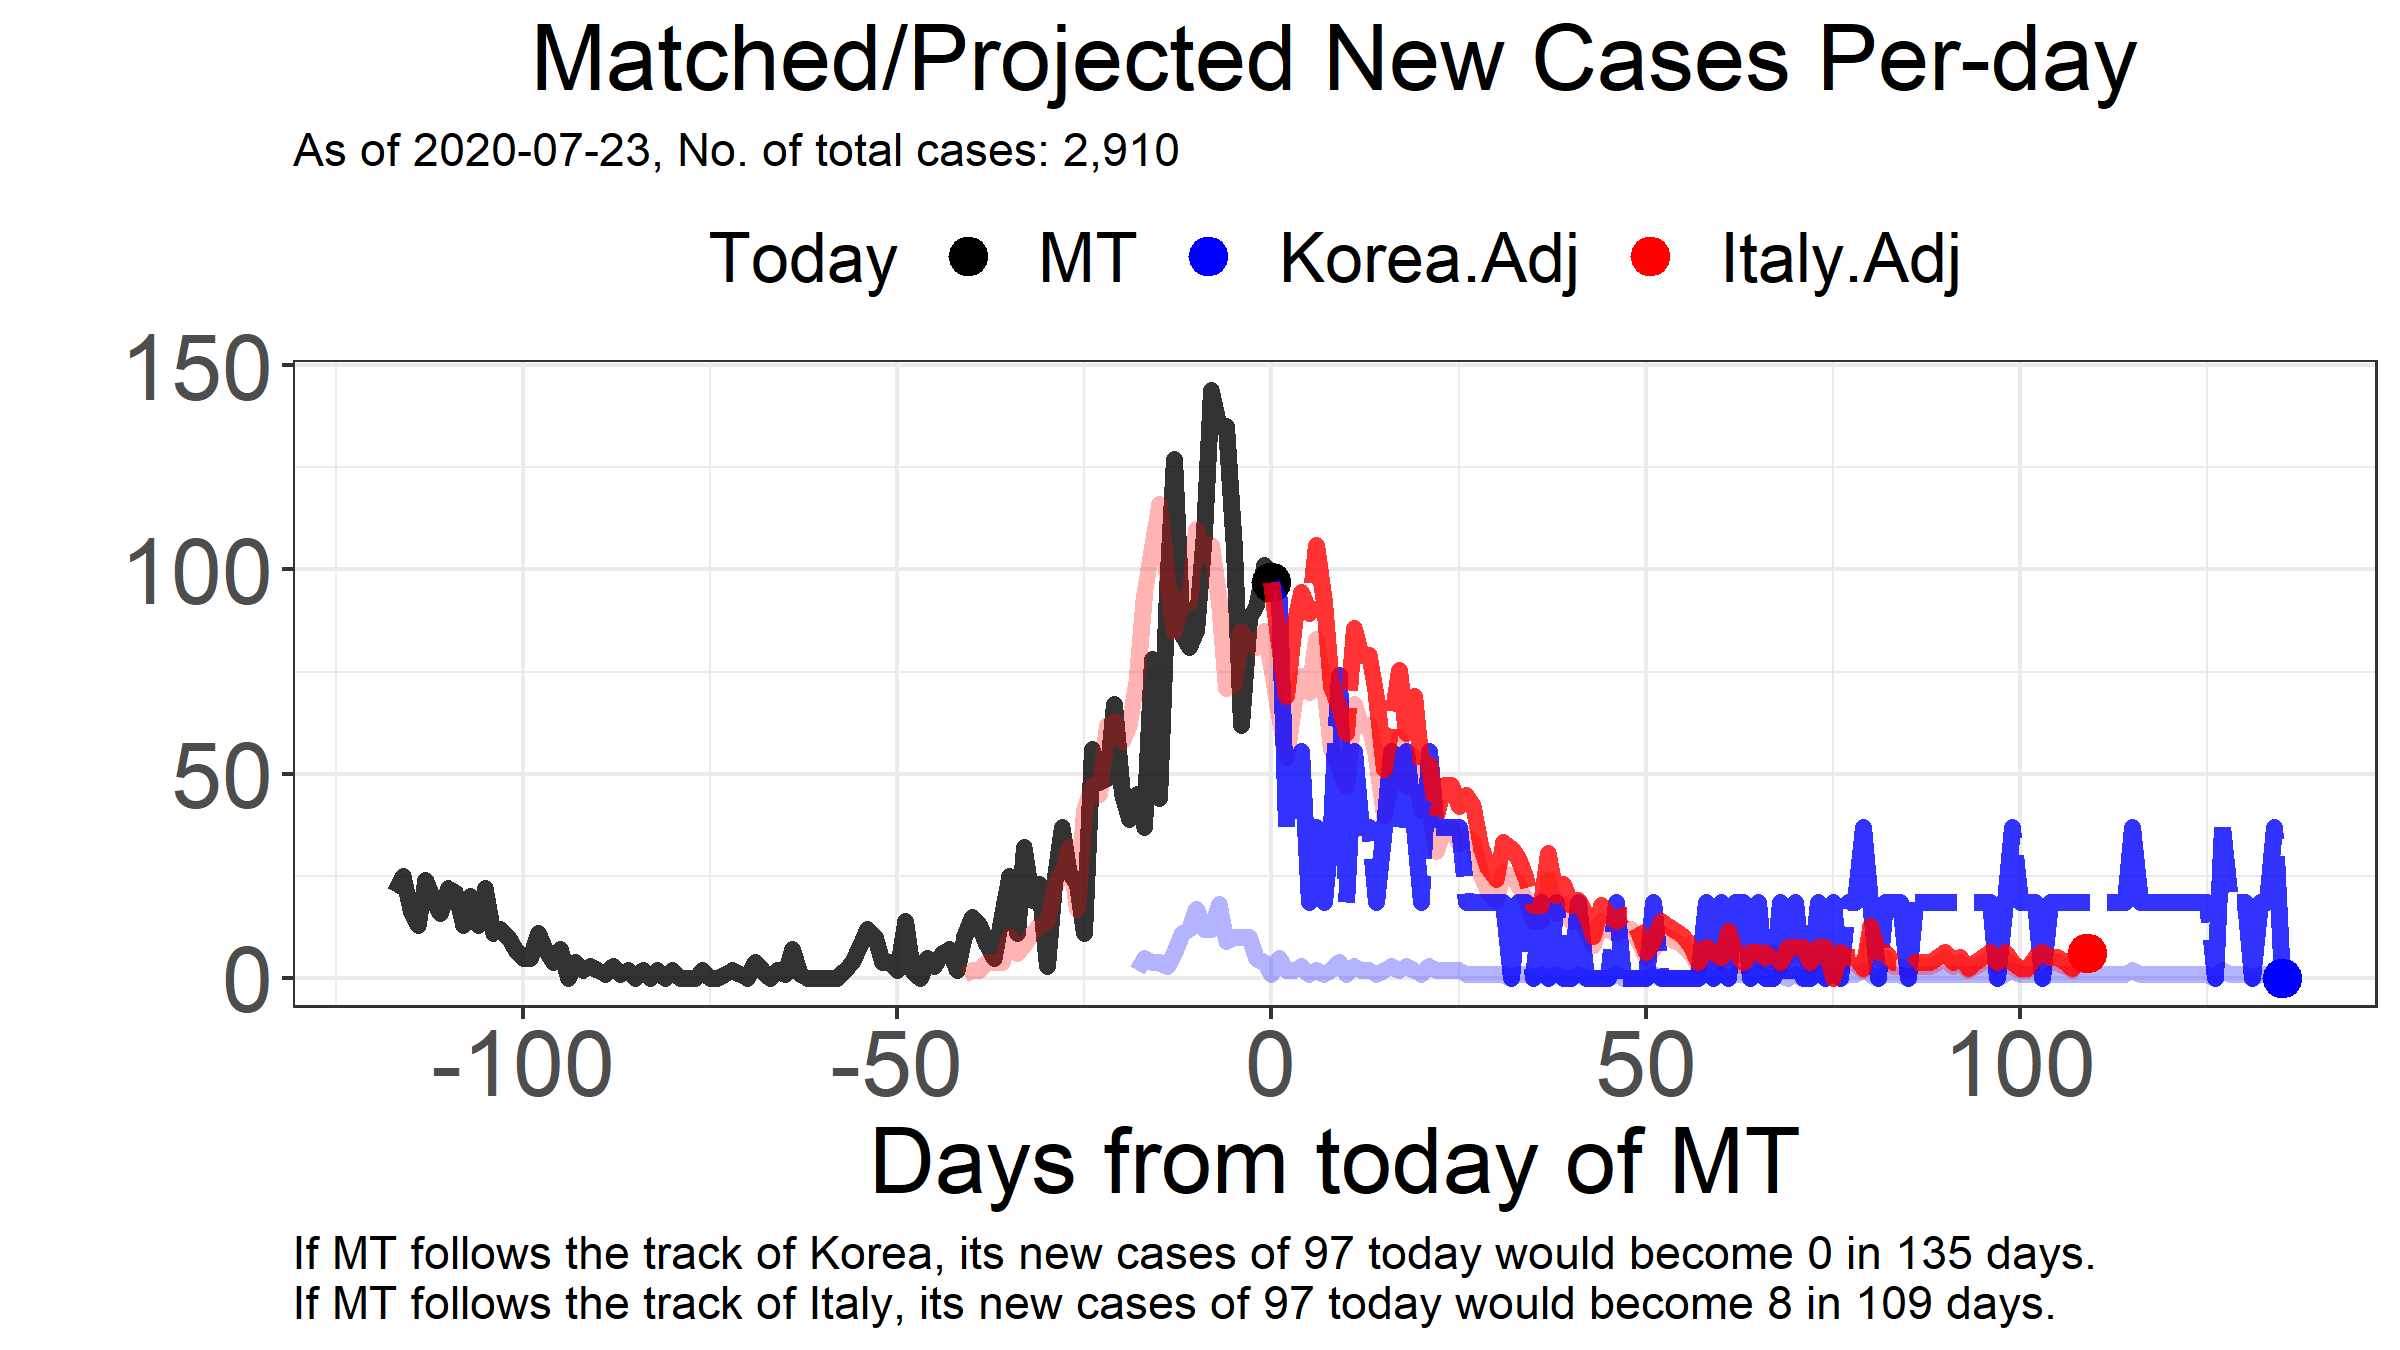 Matched/Projected New Cases Per-day
As of 2020-07-23, No. of total cases: 2,910
Today MT Korea.Adj Italy.Adj
150
100
50
0
-100 -50 0 50 100
Days from today of MT
If MT follows the track of Korea, its new cases of 97 today would become 0 in 135 days.
If MT follows the track of Italy, its new cases of 97 today would become 8 in 109 days.